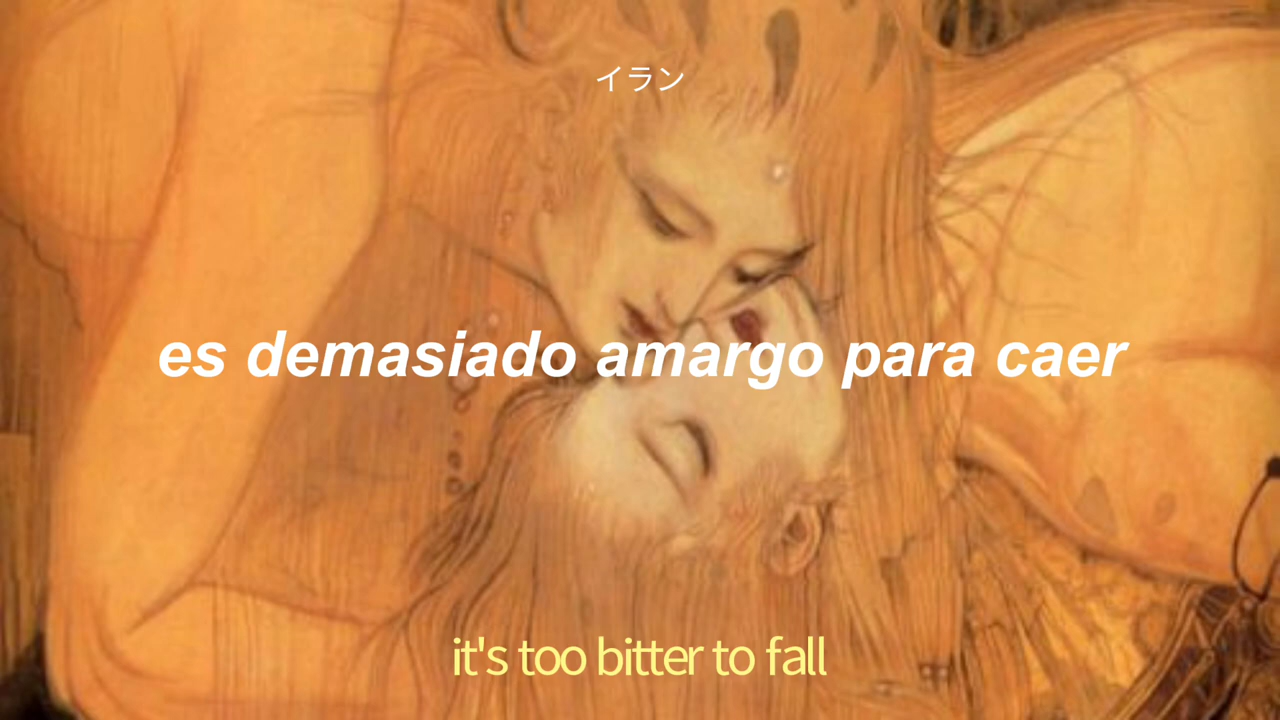 イラン
es demasiado amargo para caer
it's too bitter to fall